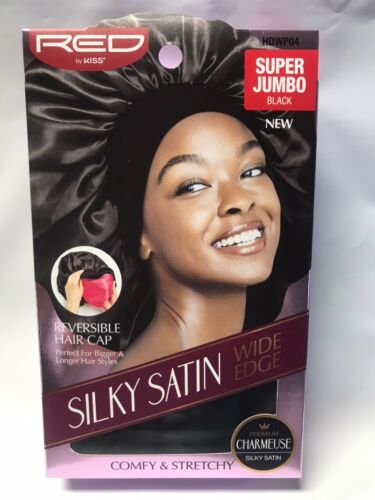 RED
by KISS®
HDWP04
SUPER
JUMBO
BLACK
NEW
REVERSIBLE
HAIR CAP
Perfect For Bigger &
Longer Hair Styles
SILKY SATIN
WIDE
EDGE
PREMIUM
CHARMEUSE
SILKY SATIN
COMFY & STRETCHY